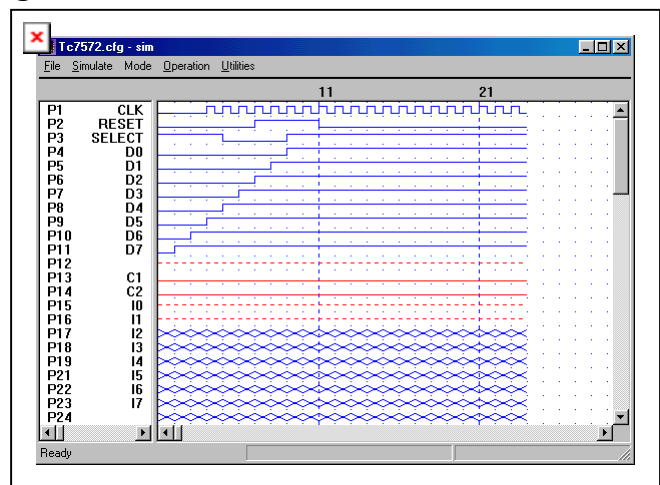 Tc7572.cfg - sim
File Simulate Mode Operation Utilities
11 21
P1 CLK
P2 RESET
P3 SELECT
P4 D0
P5 D1
P6 D2
P7 D3
P8 D4
P9 D5
P10 D6
P11 D7
P12
P13 C1
P14 C2
P15 I0
P16 I1
P17 I2
P18 I3
P19 I4
P21 I5
P22 I6
P23 I7
P24
Ready